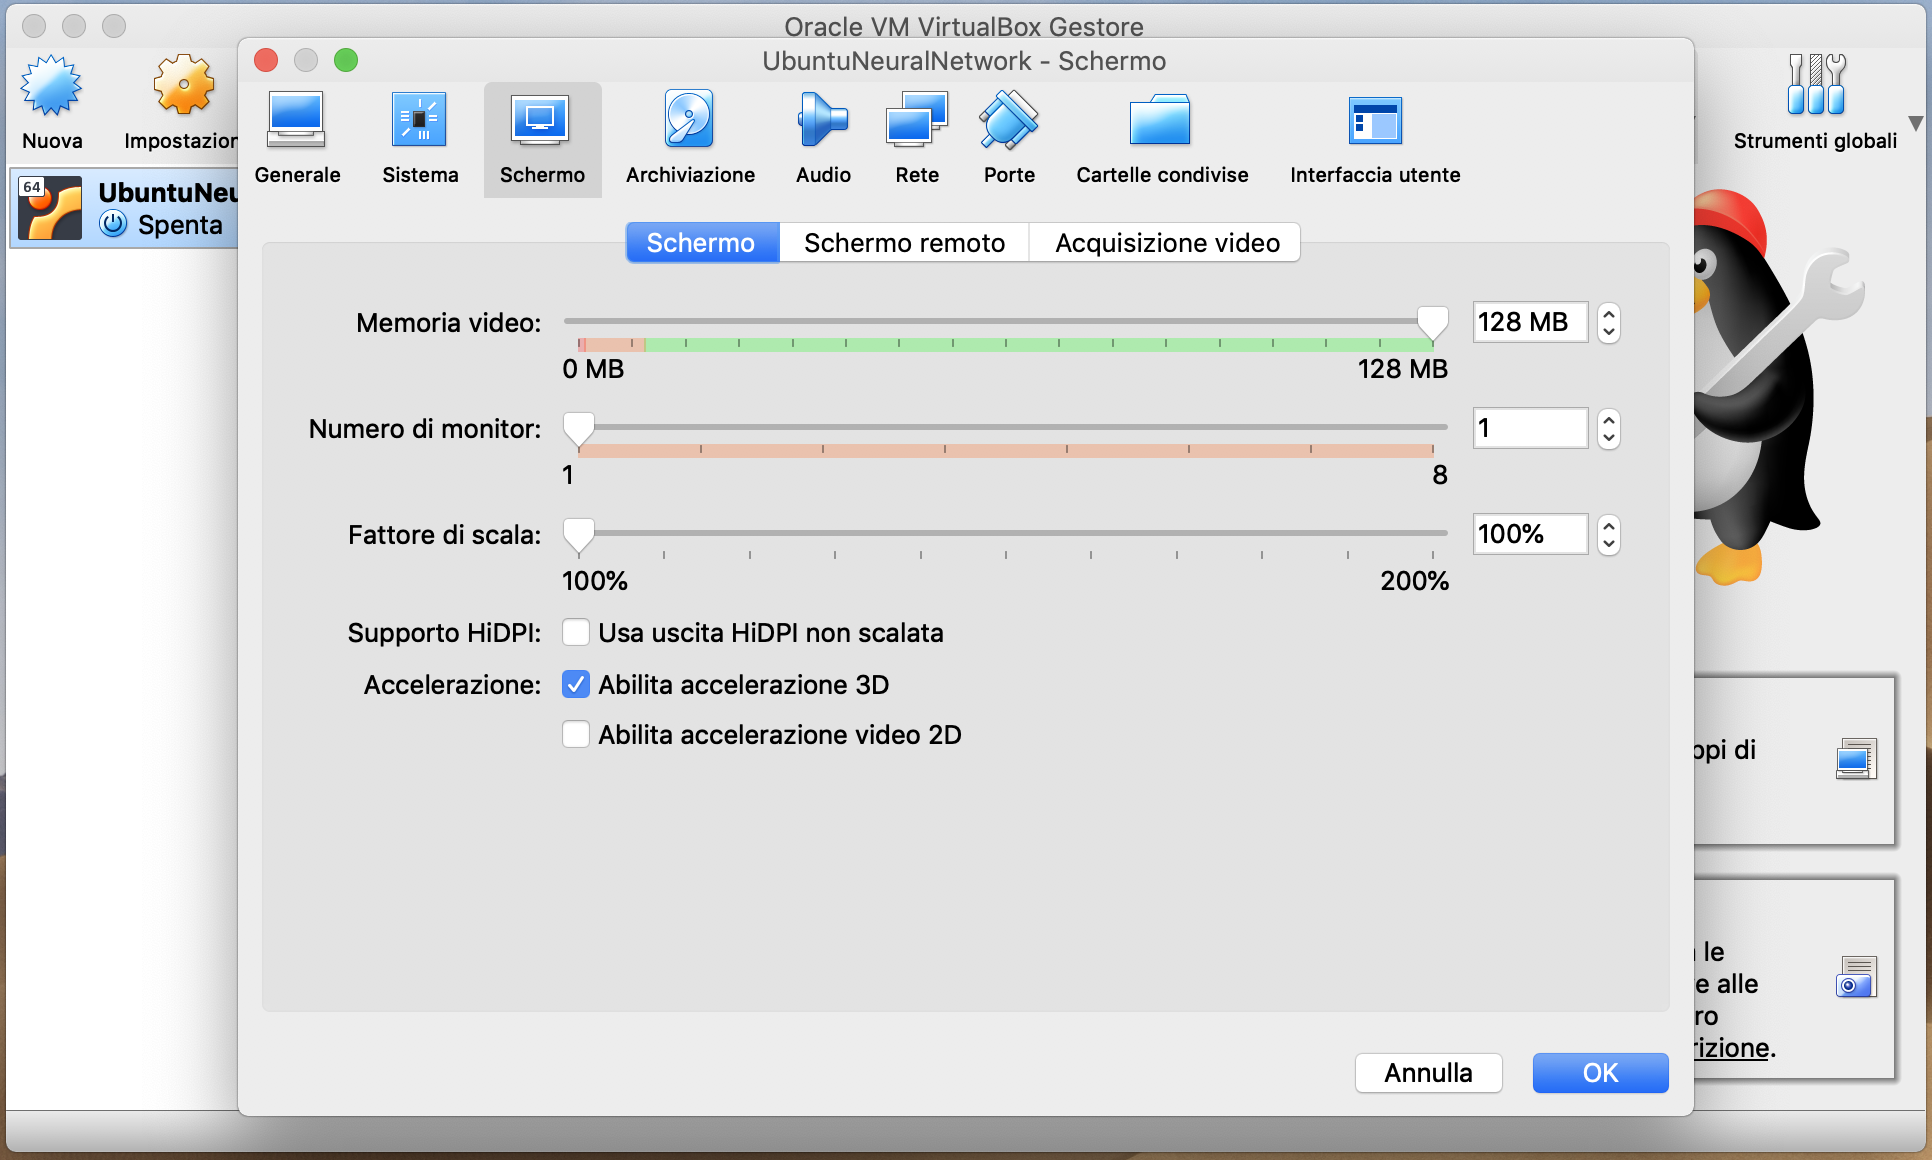 Oracle VM VirtualBox Gestore
UbuntuNeuralNetwork - Schermo
Nuova
Impostazion
Generale
Sistema
Schermo
Archiviazione
Audio
Rete
Porte
Cartelle condivise
Interfaccia utente
Strumenti globali
64
UbuntuNeu
Spenta
Schermo
Schermo remoto
Acquisizione video
Memoria video:
128 MB
0 MB
128 MB
Numero di monitor:
1
1
8
Fattore di scala:
100%
100%
200%
Supporto HiDPI:
Usa uscita HiDPI non scalata
Accelerazione:
Abilita accelerazione 3D
Abilita accelerazione video 2D
ppi di
le
e alle
ro
rizione.
Annulla
OK